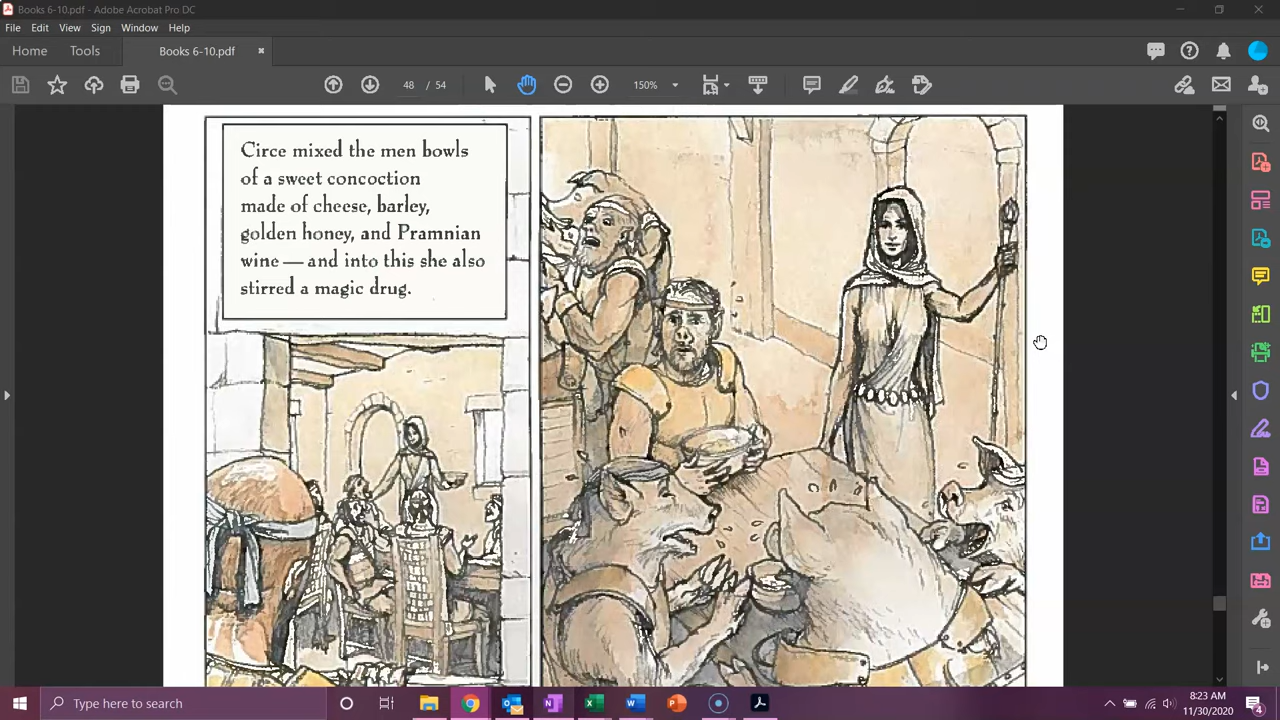 Books 6-10.pdf - Adobe Acrobat Pro DC
File Edit View Sign Window Help
Home Tools Books 6-10.pdf
48 / 54 150%
Circe mixed the men bowls
of a sweet concoction
made of cheese, barley,
golden honey, and Pramnian
wine — and into this she also
stirred a magic drug.
Type here to search
8:23 AM
11/30/2020
4